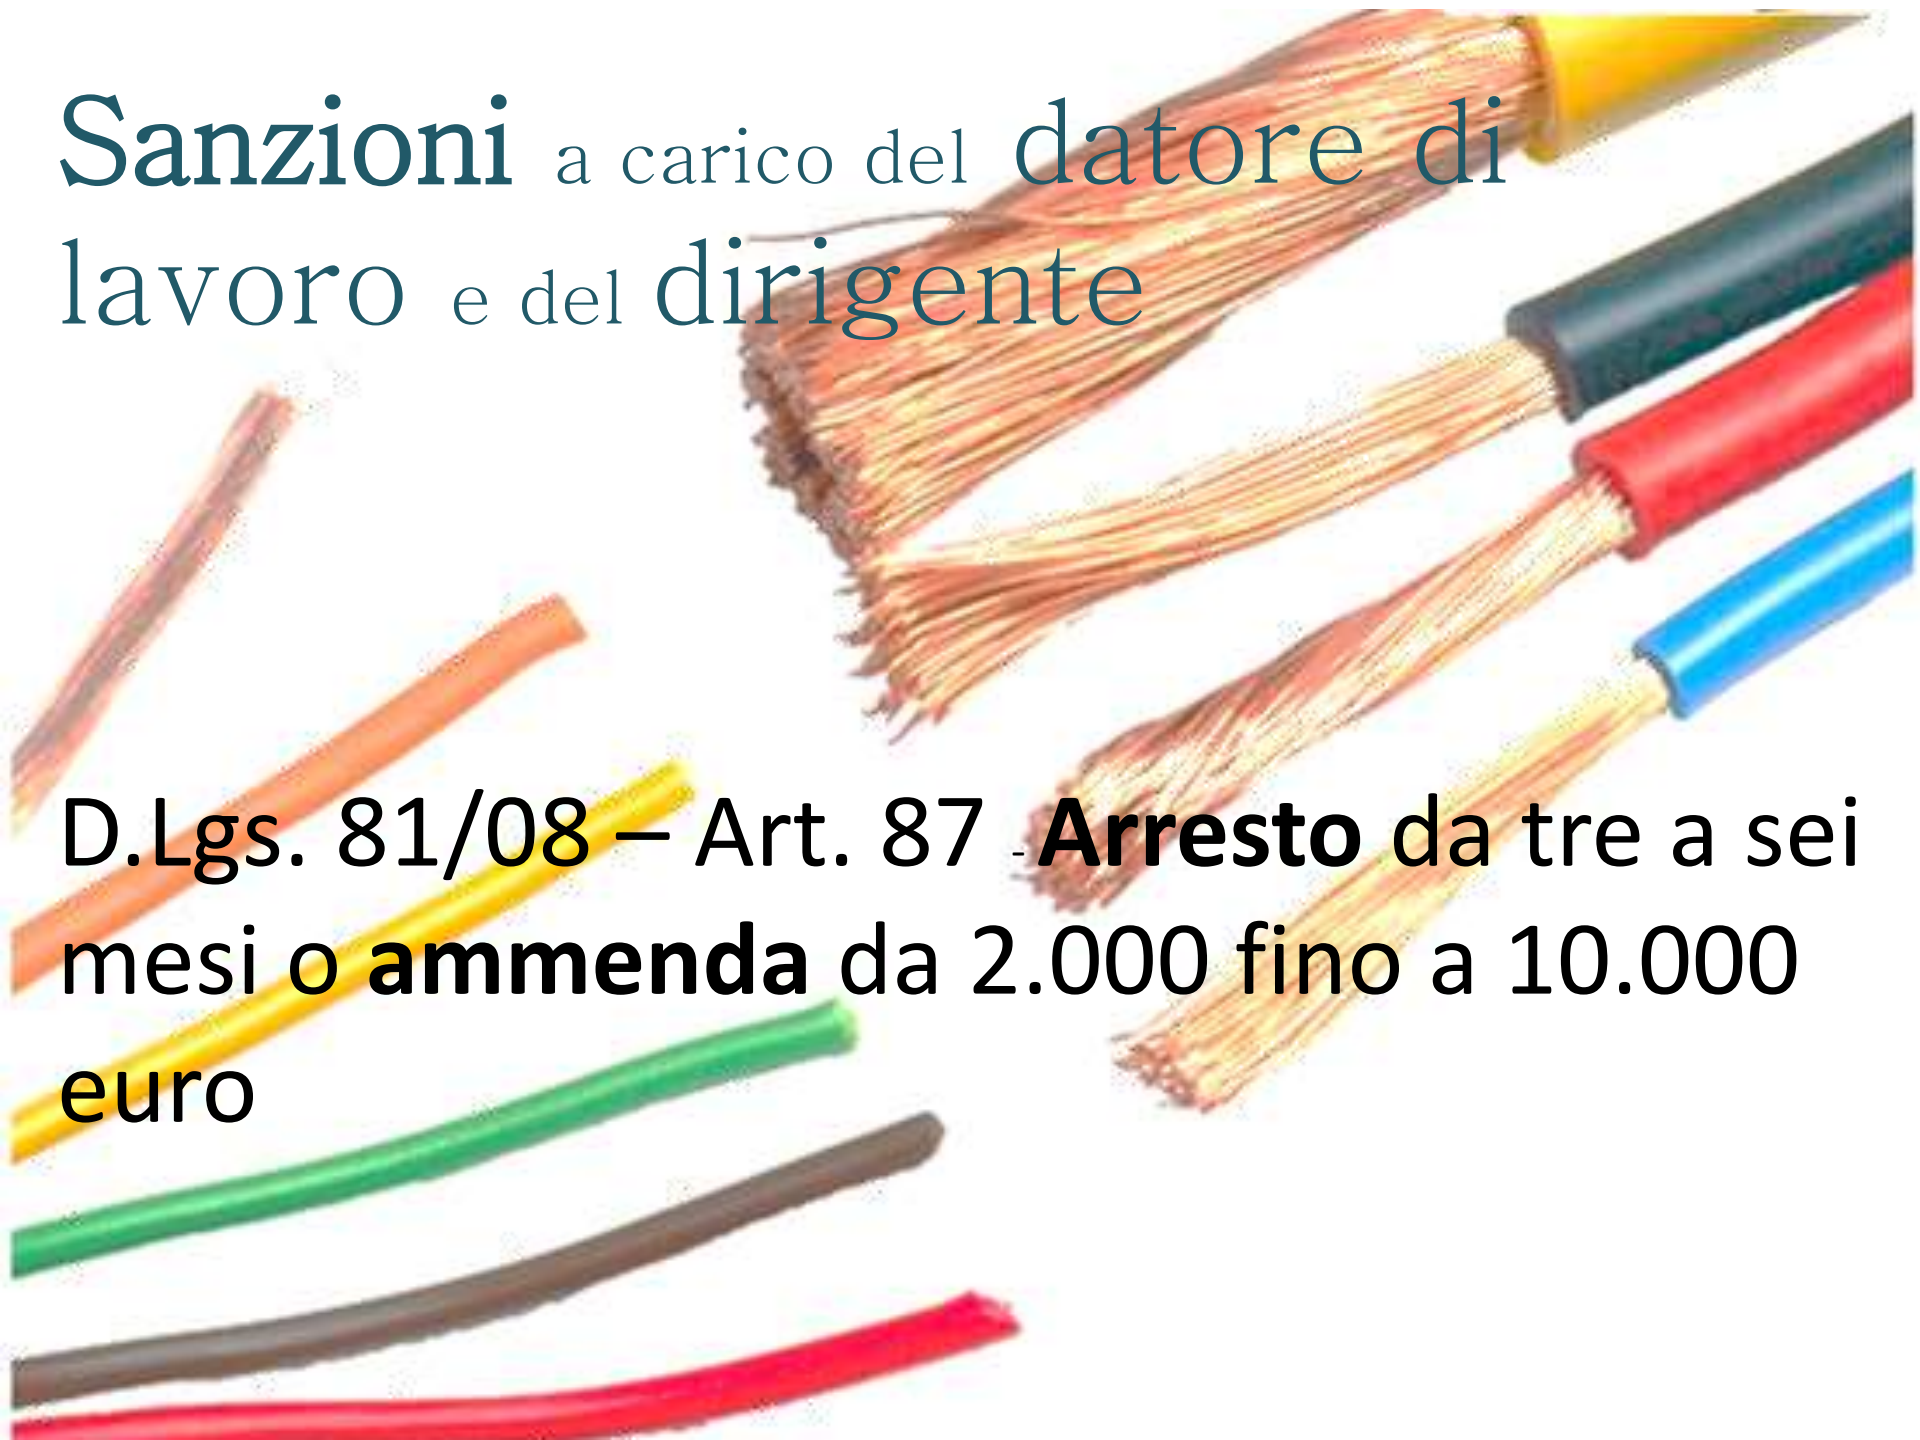 Sanzioni a carico del datore di
lavoro e del dirigente
D.Lgs. 81/08 – Art. 87 - Arresto da tre a sei
mesi o ammenda da 2.000 fino a 10.000
euro